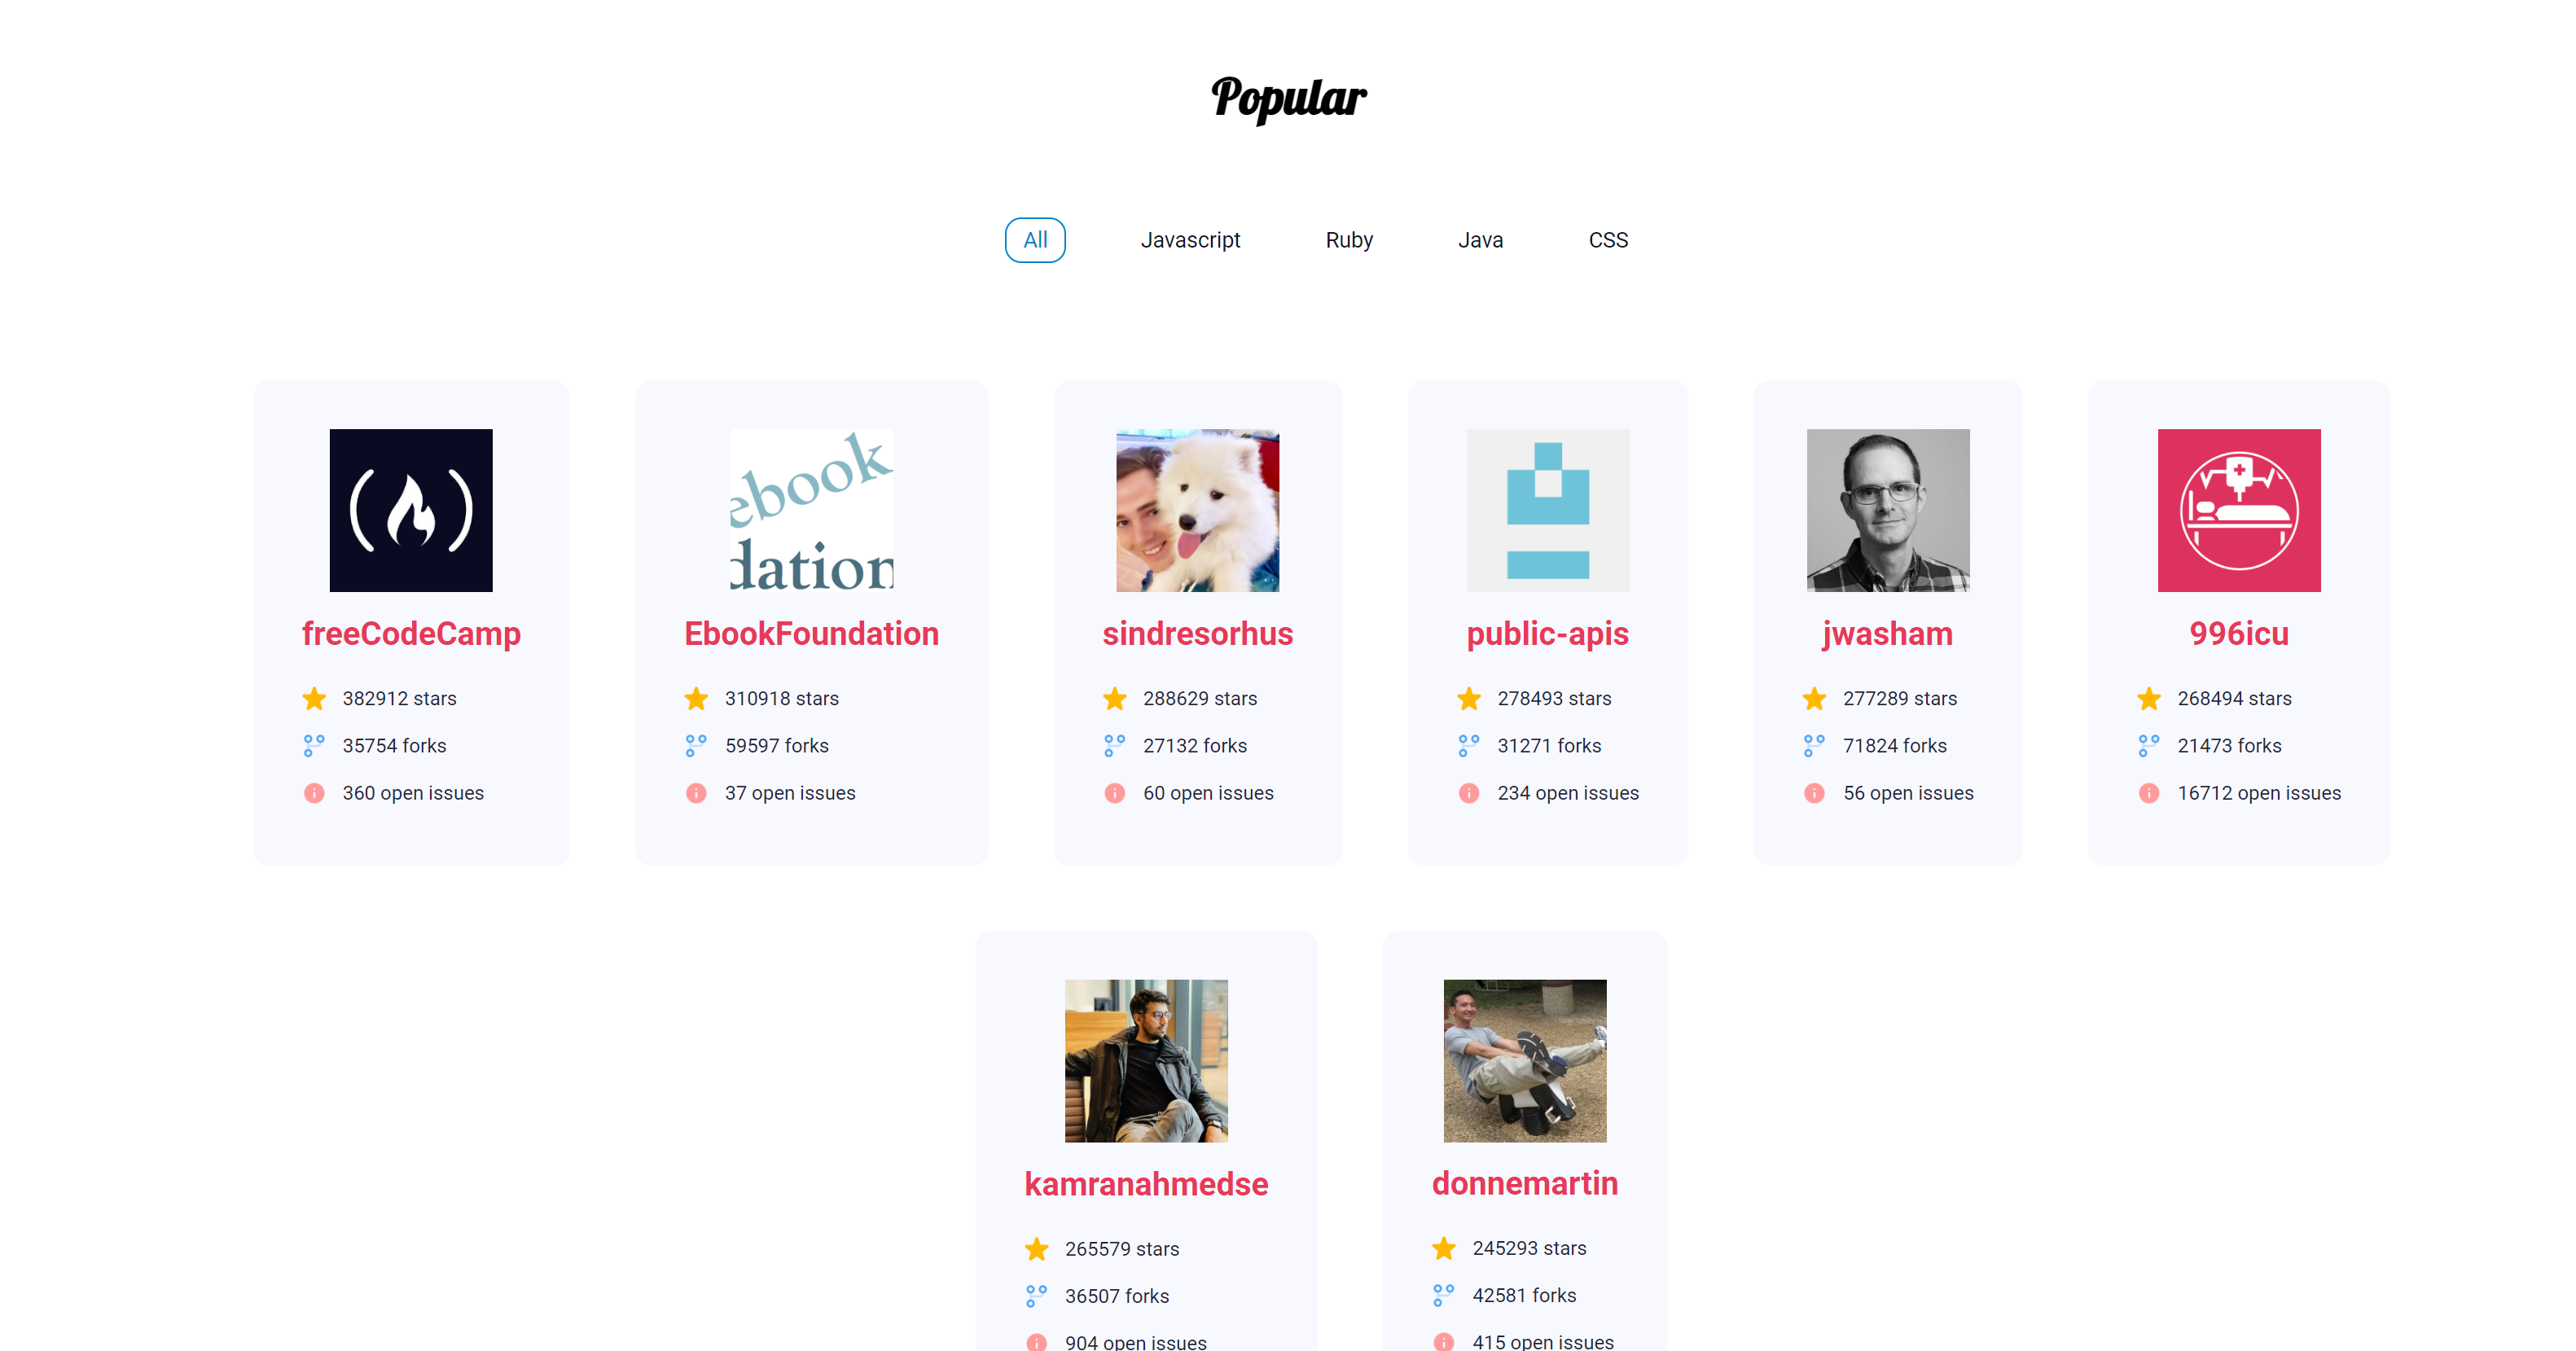 Popular
All Javascript Ruby Java CSS
ebook
dation
freeCodeCamp
382912 stars
35754 forks
360 open issues
EbookFoundation
310918 stars
59597 forks
37 open issues
sindresorhus
288629 stars
27132 forks
60 open issues
public-apis
278493 stars
31271 forks
234 open issues
jwasham
277289 stars
71824 forks
56 open issues
996icu
268494 stars
21473 forks
16712 open issues
kamranahmedse
265579 stars
36507 forks
904 open issues
donnemartin
245293 stars
42581 forks
415 open issues